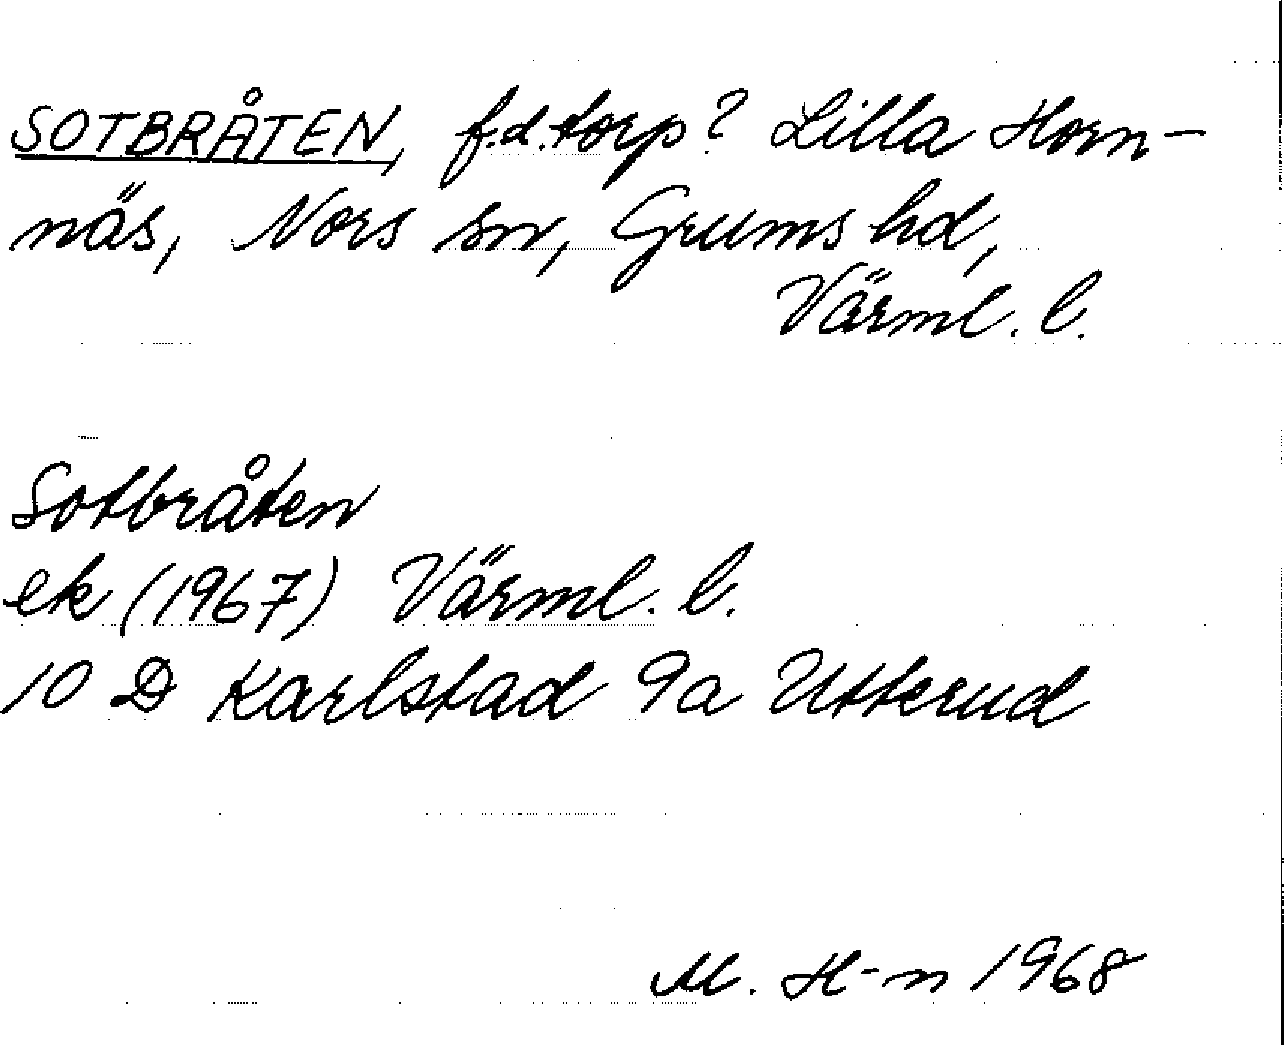 SOTBRÅTEN, f.d. torp? Lilla Horn-
näs, Nors sn, Grums hd,
Värml. l.
Sotbråten
ek (1967) Värml. l.
10 D Karlstad 9a Utterud
M. H-n 1968